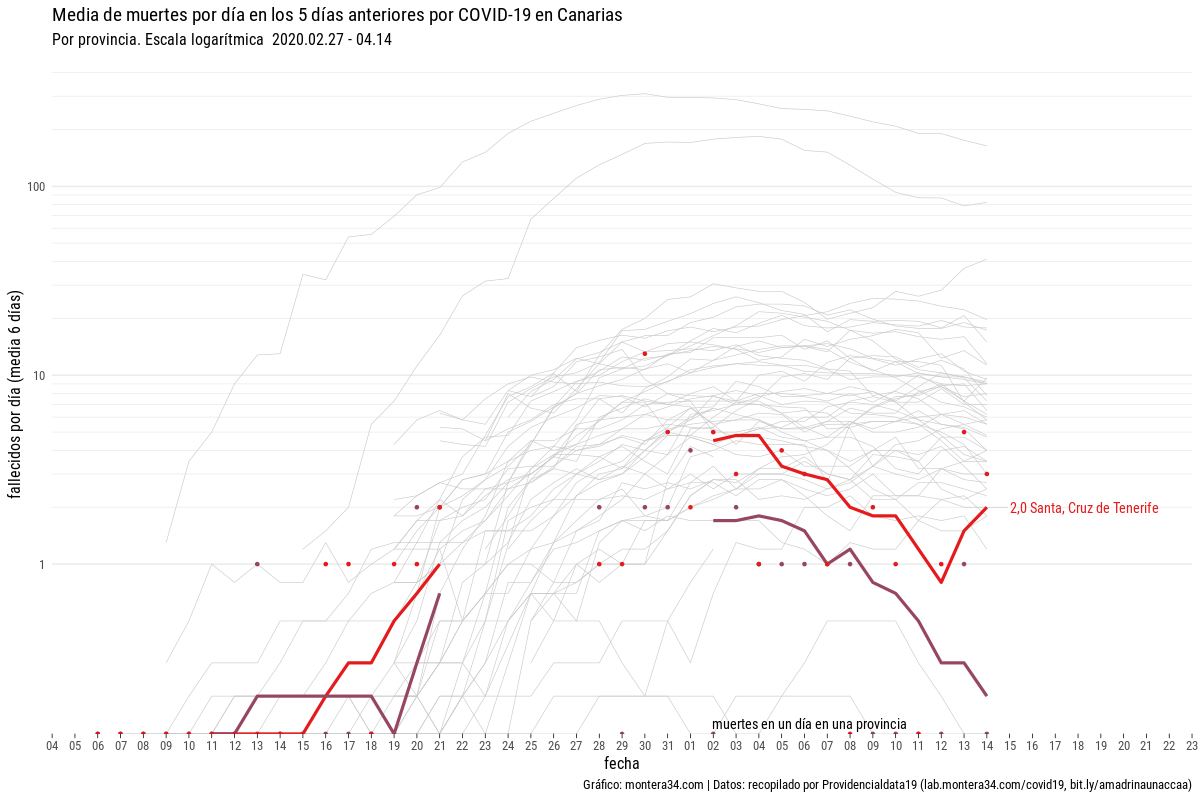 Media de muertes por día en los 5 días anteriores por COVID-19 en Canarias
Por provincia. Escala logarítmica 2020.02.27 - 04.14
fallecidos por día (media 6 días)
100
10
1
2,0 Santa, Cruz de Tenerife
muertes en un día en una provincia
04 05 06 07 08 09 10 11 12 13 14 15 16 17 18 19 20 21 22 23 24 25 26 27 28 29 30 31 01 02 03 04 05 06 07 08 09 10 11 12 13 14 15 16 17 18 19 20 21 22 23
fecha
Gráfico: montera34.com | Datos: recopilado por Providencialdata19 (lab.montera34.com/covid19, bit.ly/amadrinaunaccaa)